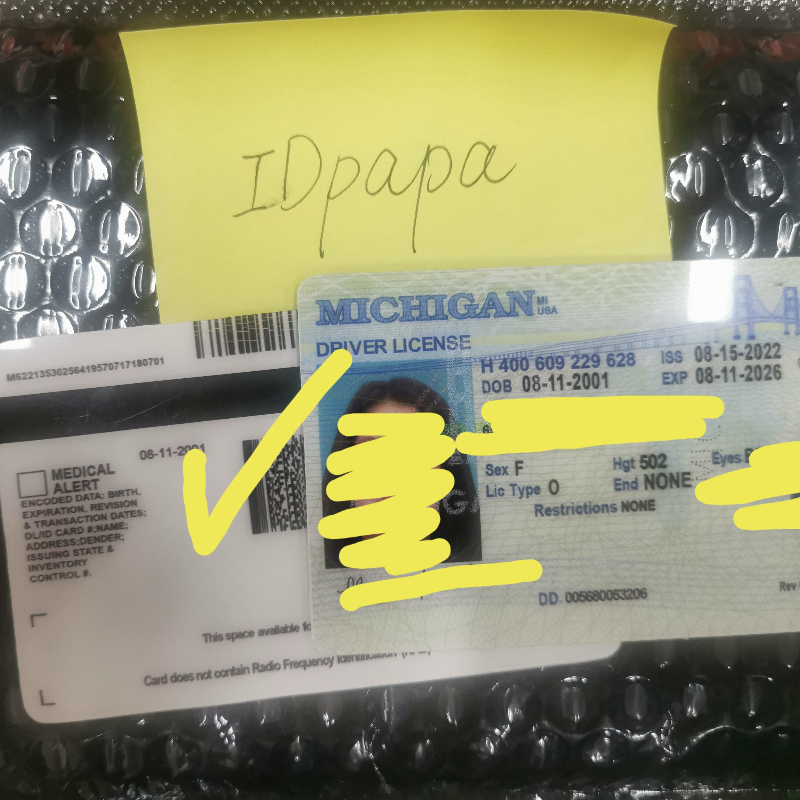 IDpapa
MICHIGAN MI USA
DRIVER LICENSE
H 400 609 229 628
ISS 08-15-2022
DOB 08-11-2001
EXP 08-11-2026
Sex F
Hgt 502
Eyes
Lic Type O
End NONE
Restrictions NONE
DD 005680053206
Rev
M62213530256419570717180701
08-11-2001
MEDICAL
ALERT
ENCODED DATA: BIRTH,
EXPIRATION, REVISION
& TRANSACTION DATES;
DL/ID CARD #;NAME;
ADDRESS;DENDER;
ISSUING STATE &
INVENTORY
CONTROL #.
This space available
Card does not contain Radio Frequency Identification